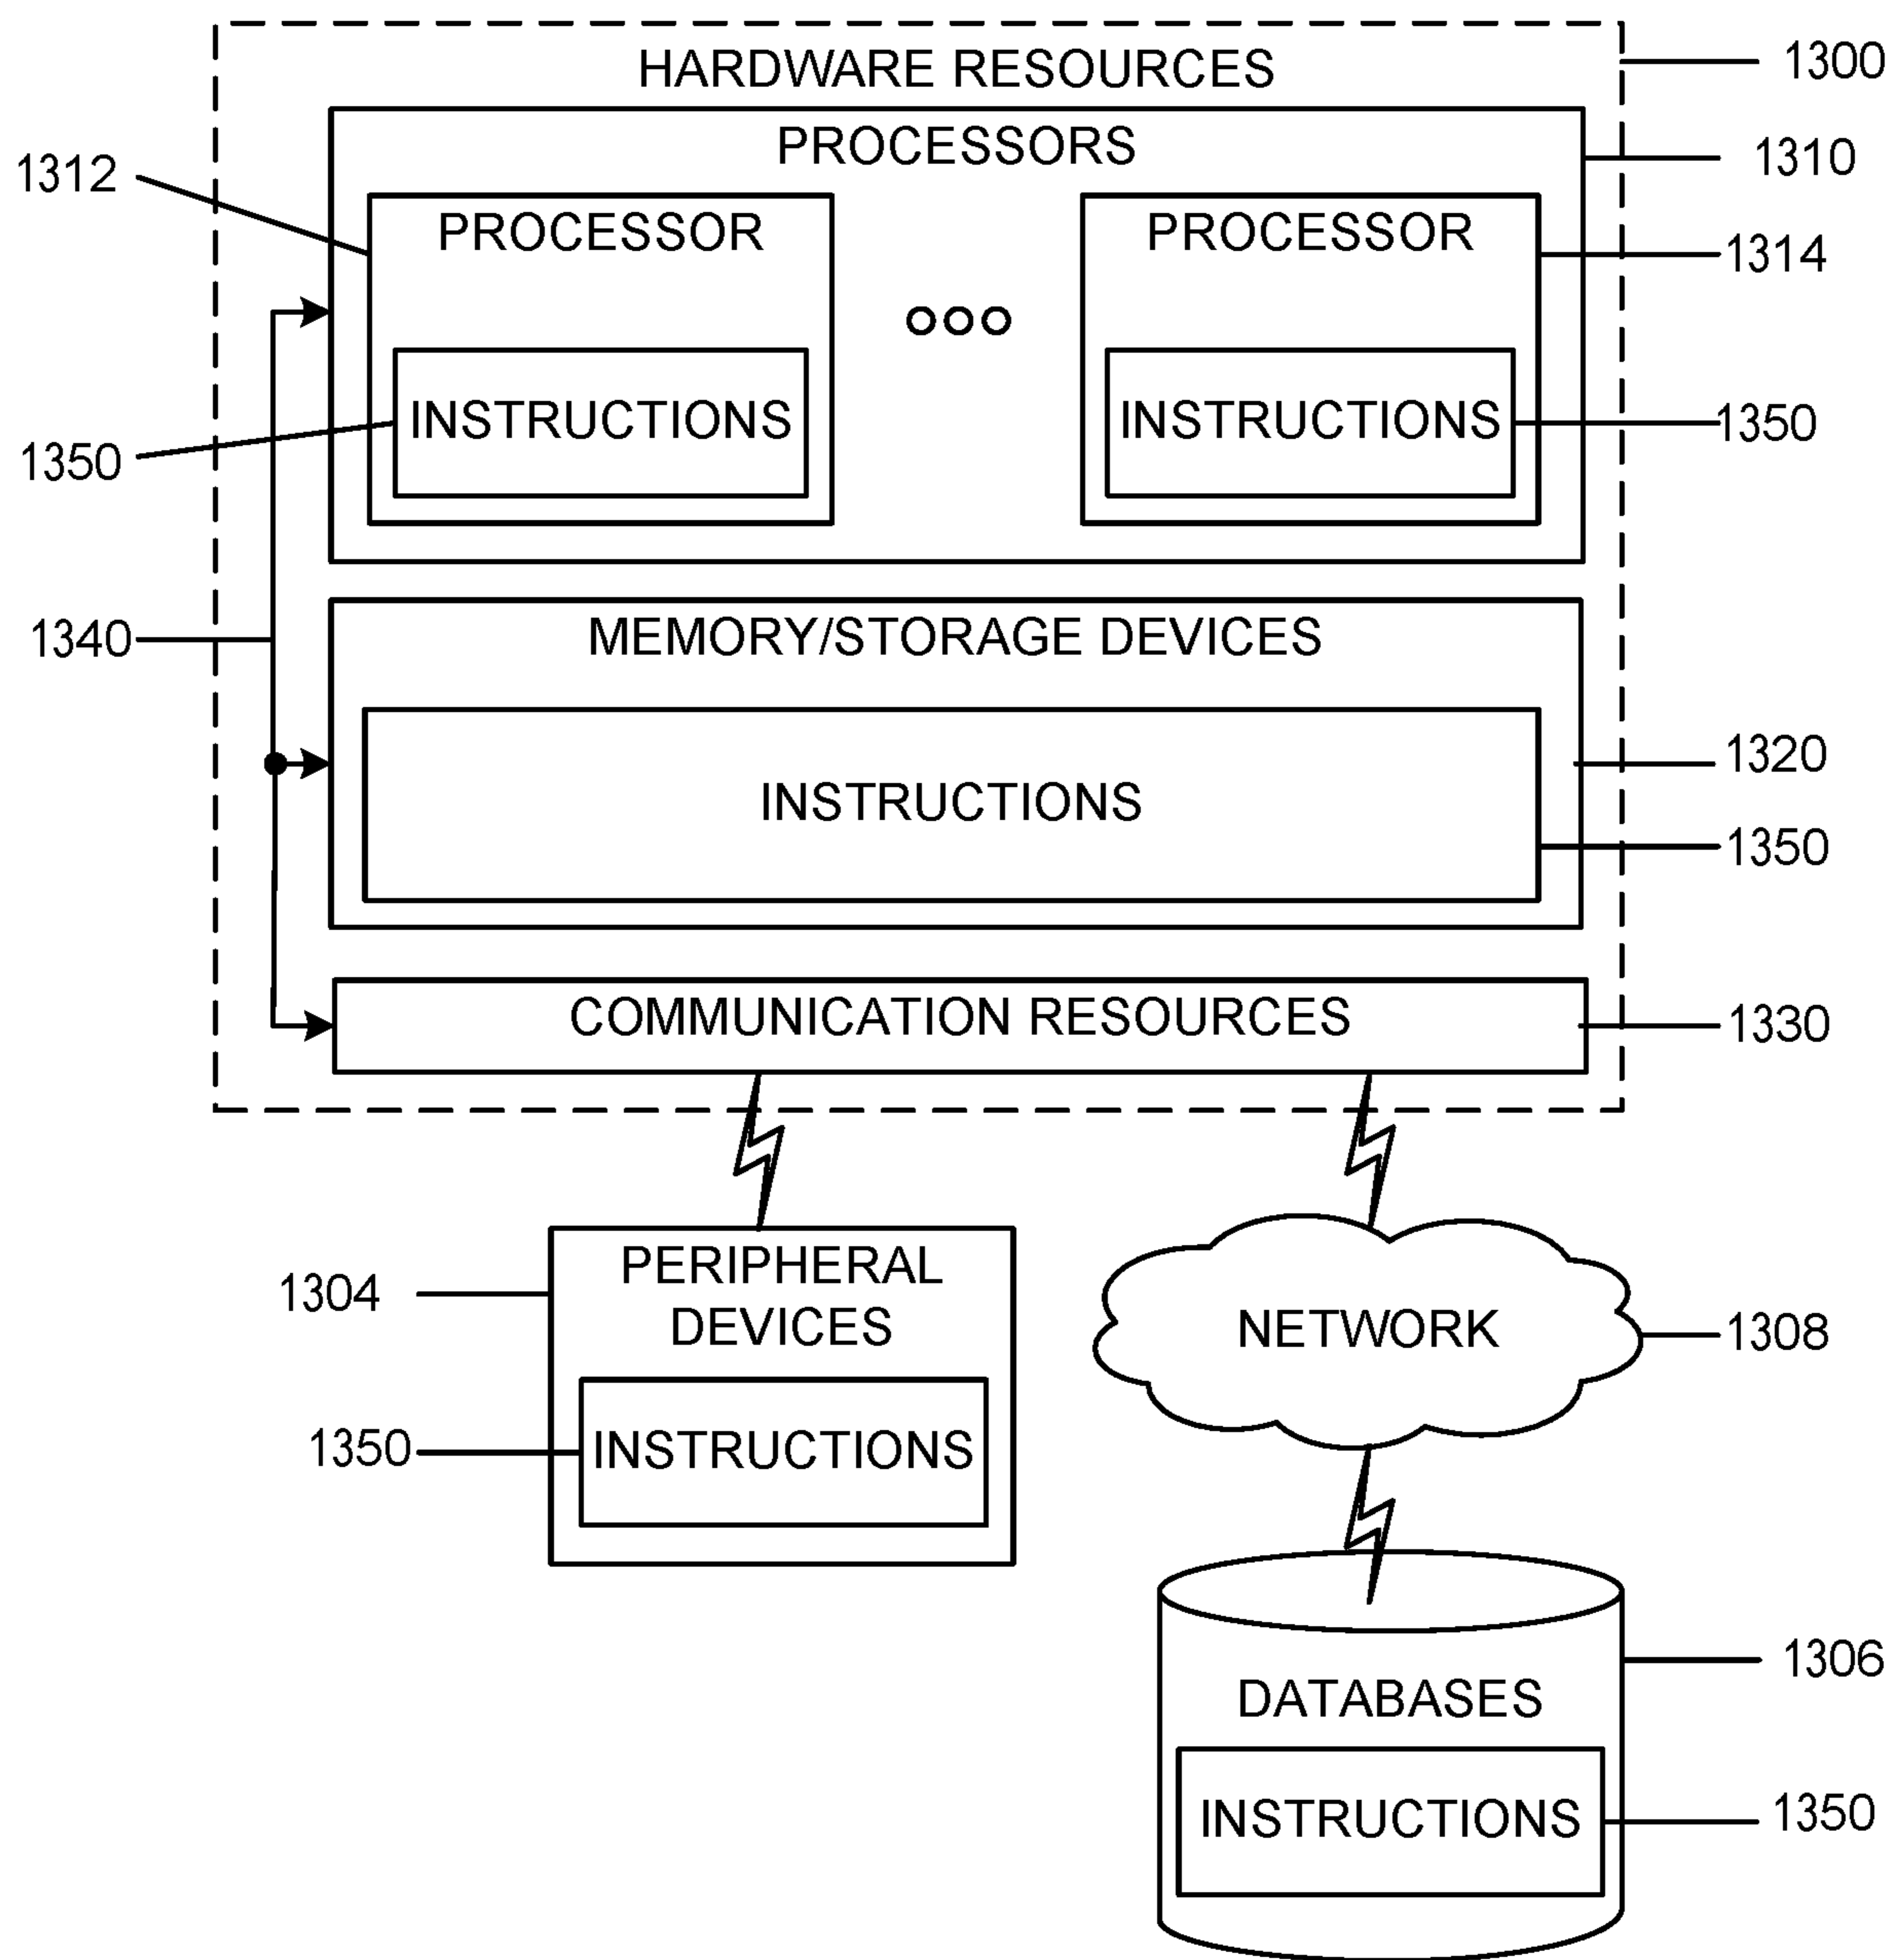 HARDWARE RESOURCES
1300
PROCESSORS
1310
1312
PROCESSOR
PROCESSOR
1314
INSTRUCTIONS
INSTRUCTIONS
1350
1350
1340
MEMORY/STORAGE DEVICES
1320
INSTRUCTIONS
1350
COMMUNICATION RESOURCES
1330
PERIPHERAL
DEVICES
1304
NETWORK
1308
1350
INSTRUCTIONS
1306
DATABASES
INSTRUCTIONS
1350